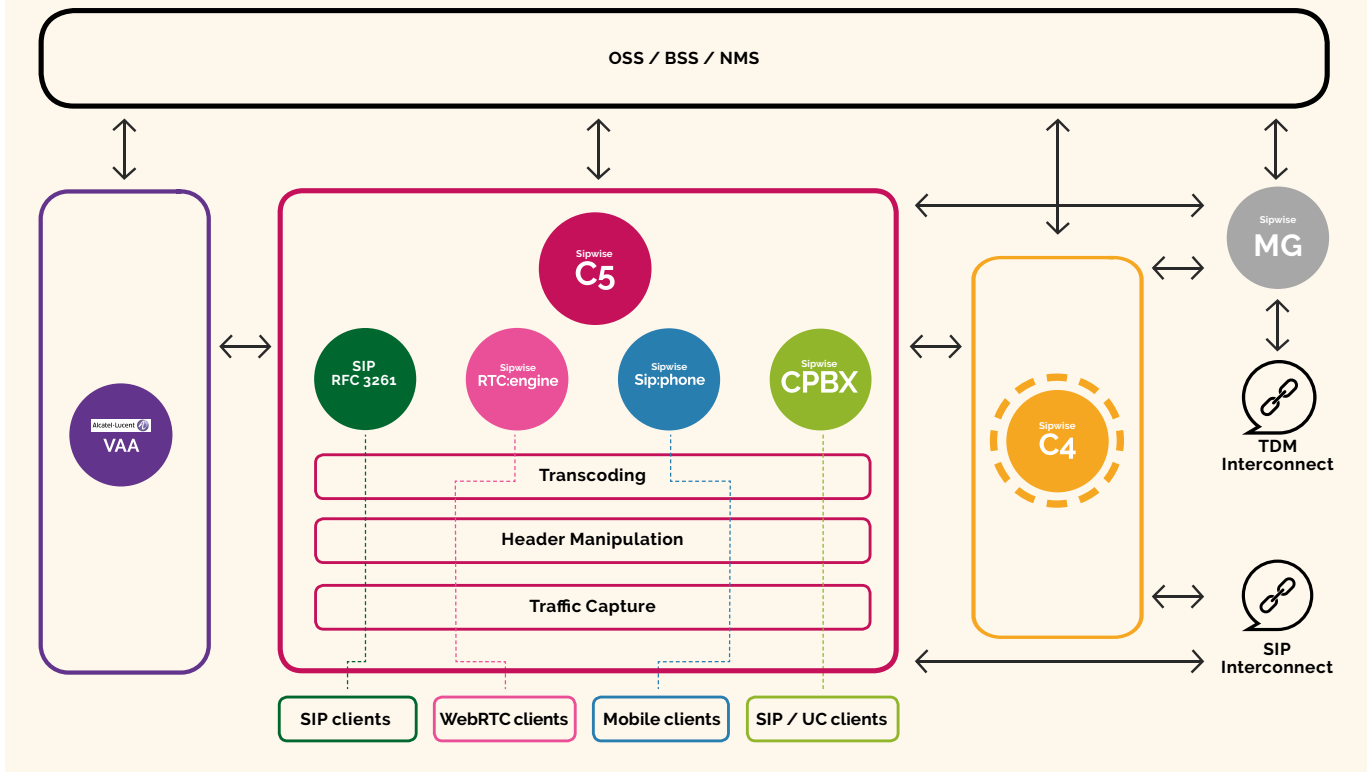 OSS / BSS / NMS
Sipwise
MG
Sipwise
C5
SIP
RFC 3261
Sipwise
RTC:engine
Sipwise
Sip:phone
Sipwise
CPBX
Alcatel-Lucent
VAA
Sipwise
C4
TDM
Interconnect
Transcoding
Header Manipulation
Traffic Capture
SIP
Interconnect
SIP clients
WebRTC clients
Mobile clients
SIP / UC clients